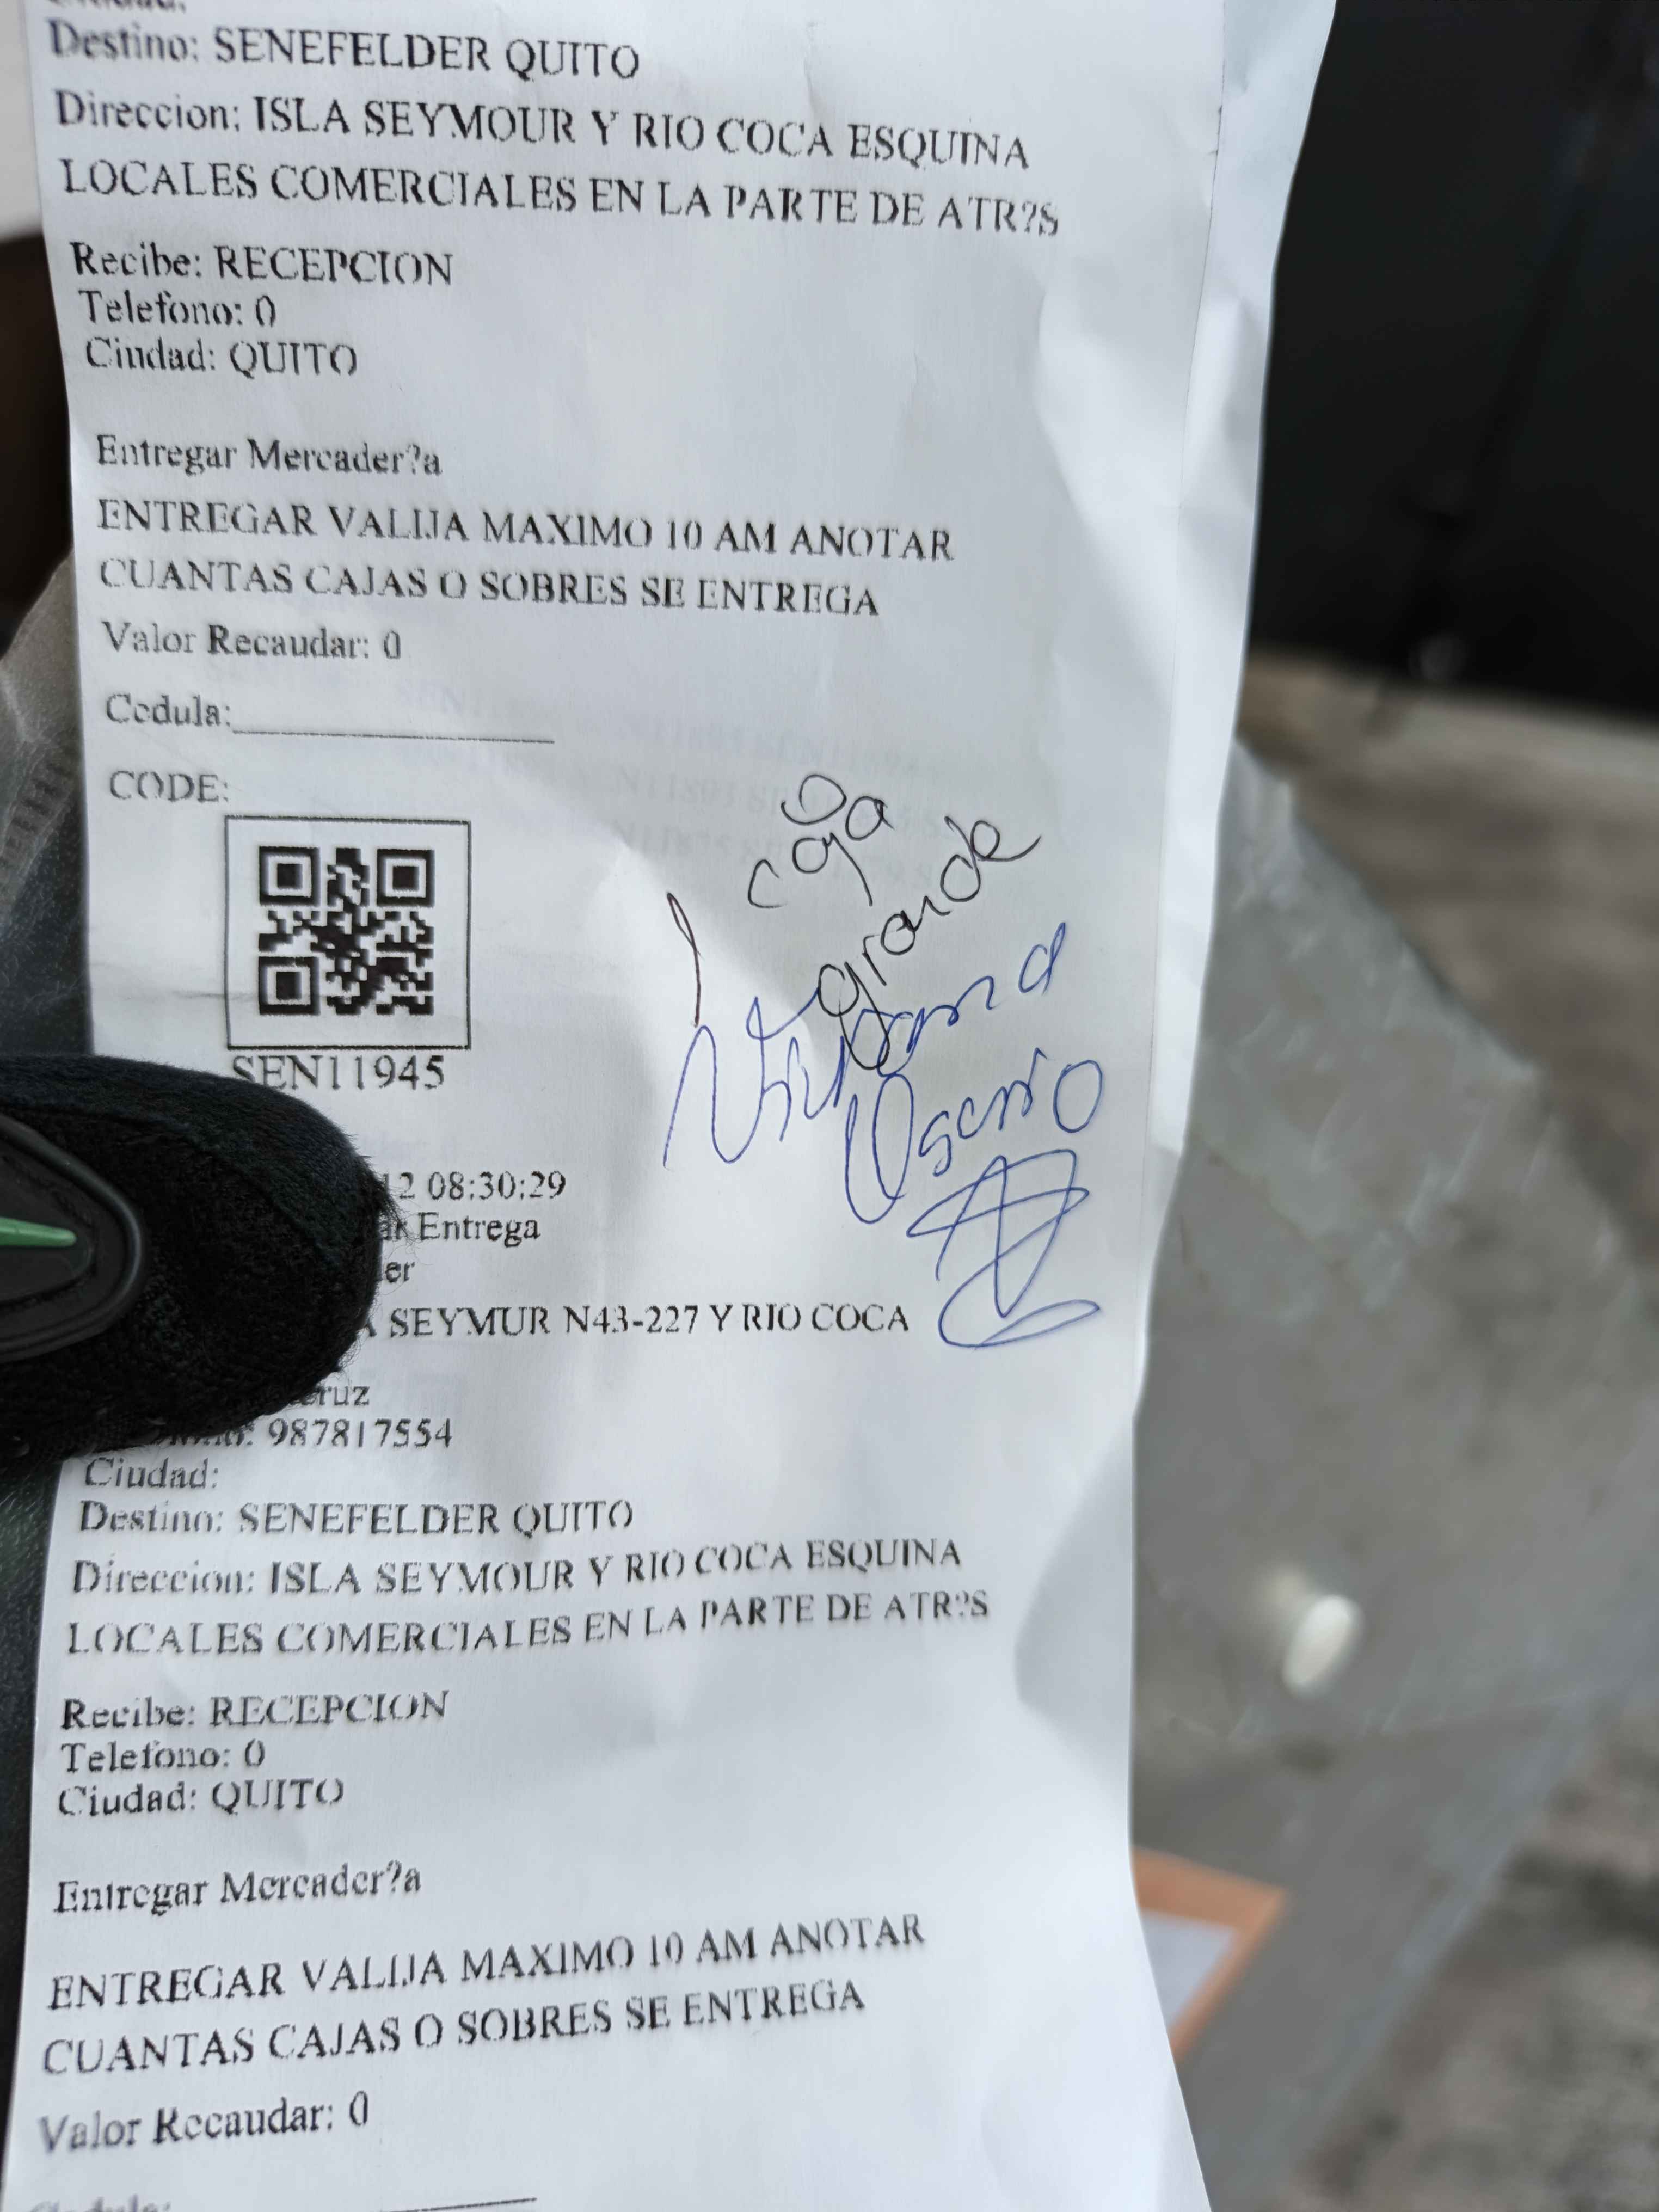 Destino: SENEFELDER QUITO
Direccion: ISLA SEYMOUR Y RIO COCA ESQUINA
LOCALES COMERCIALES EN LA PARTE DE ATR?S
Recibe: RECEPCION
Telefono: 0
Ciudad: QUITO
Entregar Mercader?a
ENTREGAR VALIJA MAXIMO 10 AM ANOTAR
CUANTAS CAJAS O SOBRES SE ENTREGA
Valor Recaudar: 0
Cedula:
CODE:
1 caja
grande
SEN11945
Osorio
12 08:30:29
Entrega
SEYMUR N43-227 Y RIO COCA
987817554
Ciudad:
Destino: SENEFELDER QUITO
Direccion: ISLA SEYMOUR Y RIO COCA ESQUINA
LOCALES COMERCIALES EN LA PARTE DE ATR?S
Recibe: RECEPCION
Telefono: 0
Ciudad: QUITO
Entregar Mercader?a
ENTREGAR VALIJA MAXIMO 10 AM ANOTAR
CUANTAS CAJAS O SOBRES SE ENTREGA
Valor Recaudar: 0